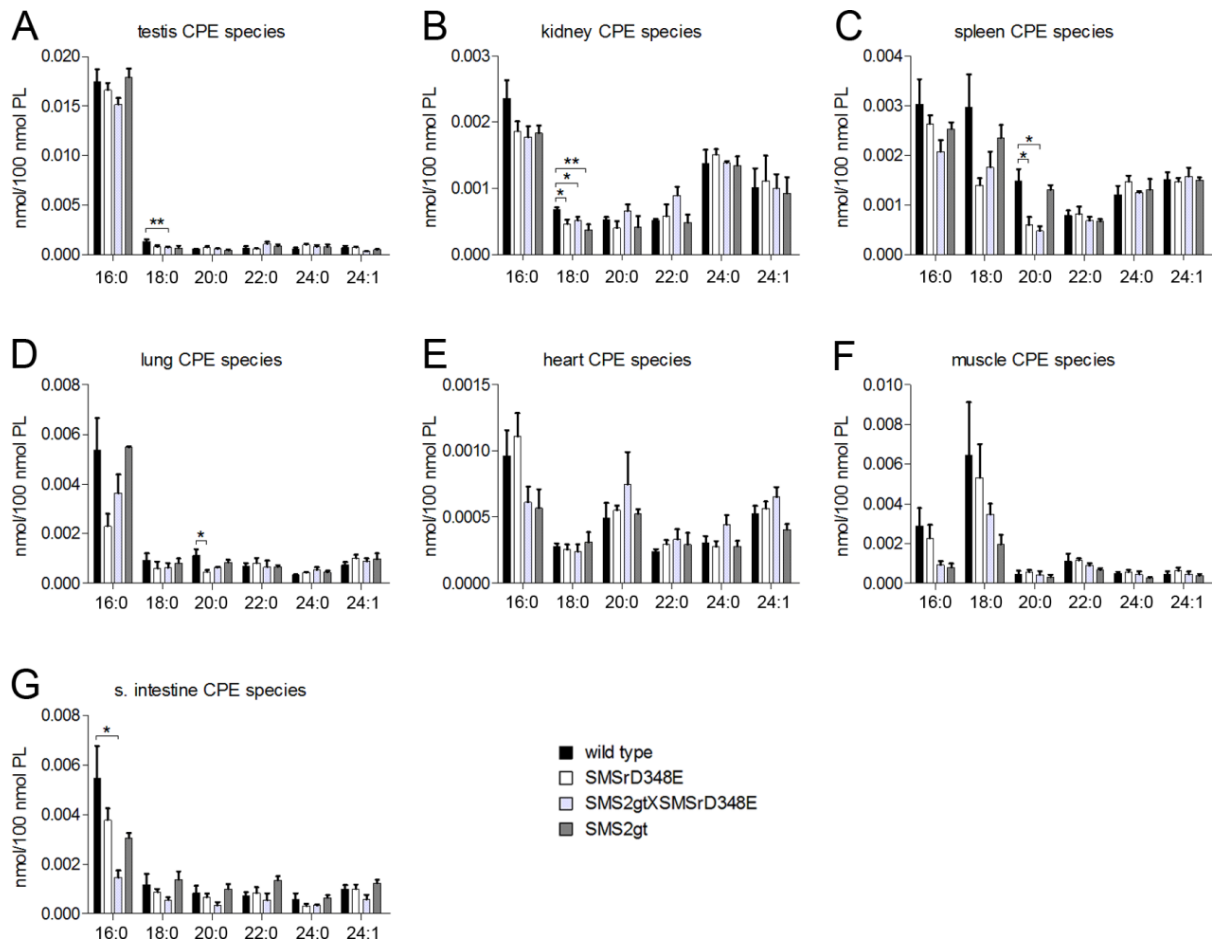 A
testis CPE species
nmol/100 nmol PL
0.020
0.015
0.010
0.005
0.000
**
16:0 18:0 20:0 22:0 24:0 24:1
B
kidney CPE species
nmol/100 nmol PL
0.003
0.002
0.001
0.000
**
*
*
16:0 18:0 20:0 22:0 24:0 24:1
C
spleen CPE species
nmol/100 nmol PL
0.004
0.003
0.002
0.001
0.000
*
*
16:0 18:0 20:0 22:0 24:0 24:1
D
lung CPE species
nmol/100 nmol PL
0.008
0.006
0.004
0.002
0.000
*
16:0 18:0 20:0 22:0 24:0 24:1
E
heart CPE species
nmol/100 nmol PL
0.0015
0.0010
0.0005
0.0000
16:0 18:0 20:0 22:0 24:0 24:1
F
muscle CPE species
nmol/100 nmol PL
0.010
0.008
0.006
0.004
0.002
0.000
16:0 18:0 20:0 22:0 24:0 24:1
G
s. intestine CPE species
nmol/100 nmol PL
0.008
0.006
0.004
0.002
0.000
*
16:0 18:0 20:0 22:0 24:0 24:1
wild type
SMSrD348E
SMS2gtXSMSrD348E
SMS2gt